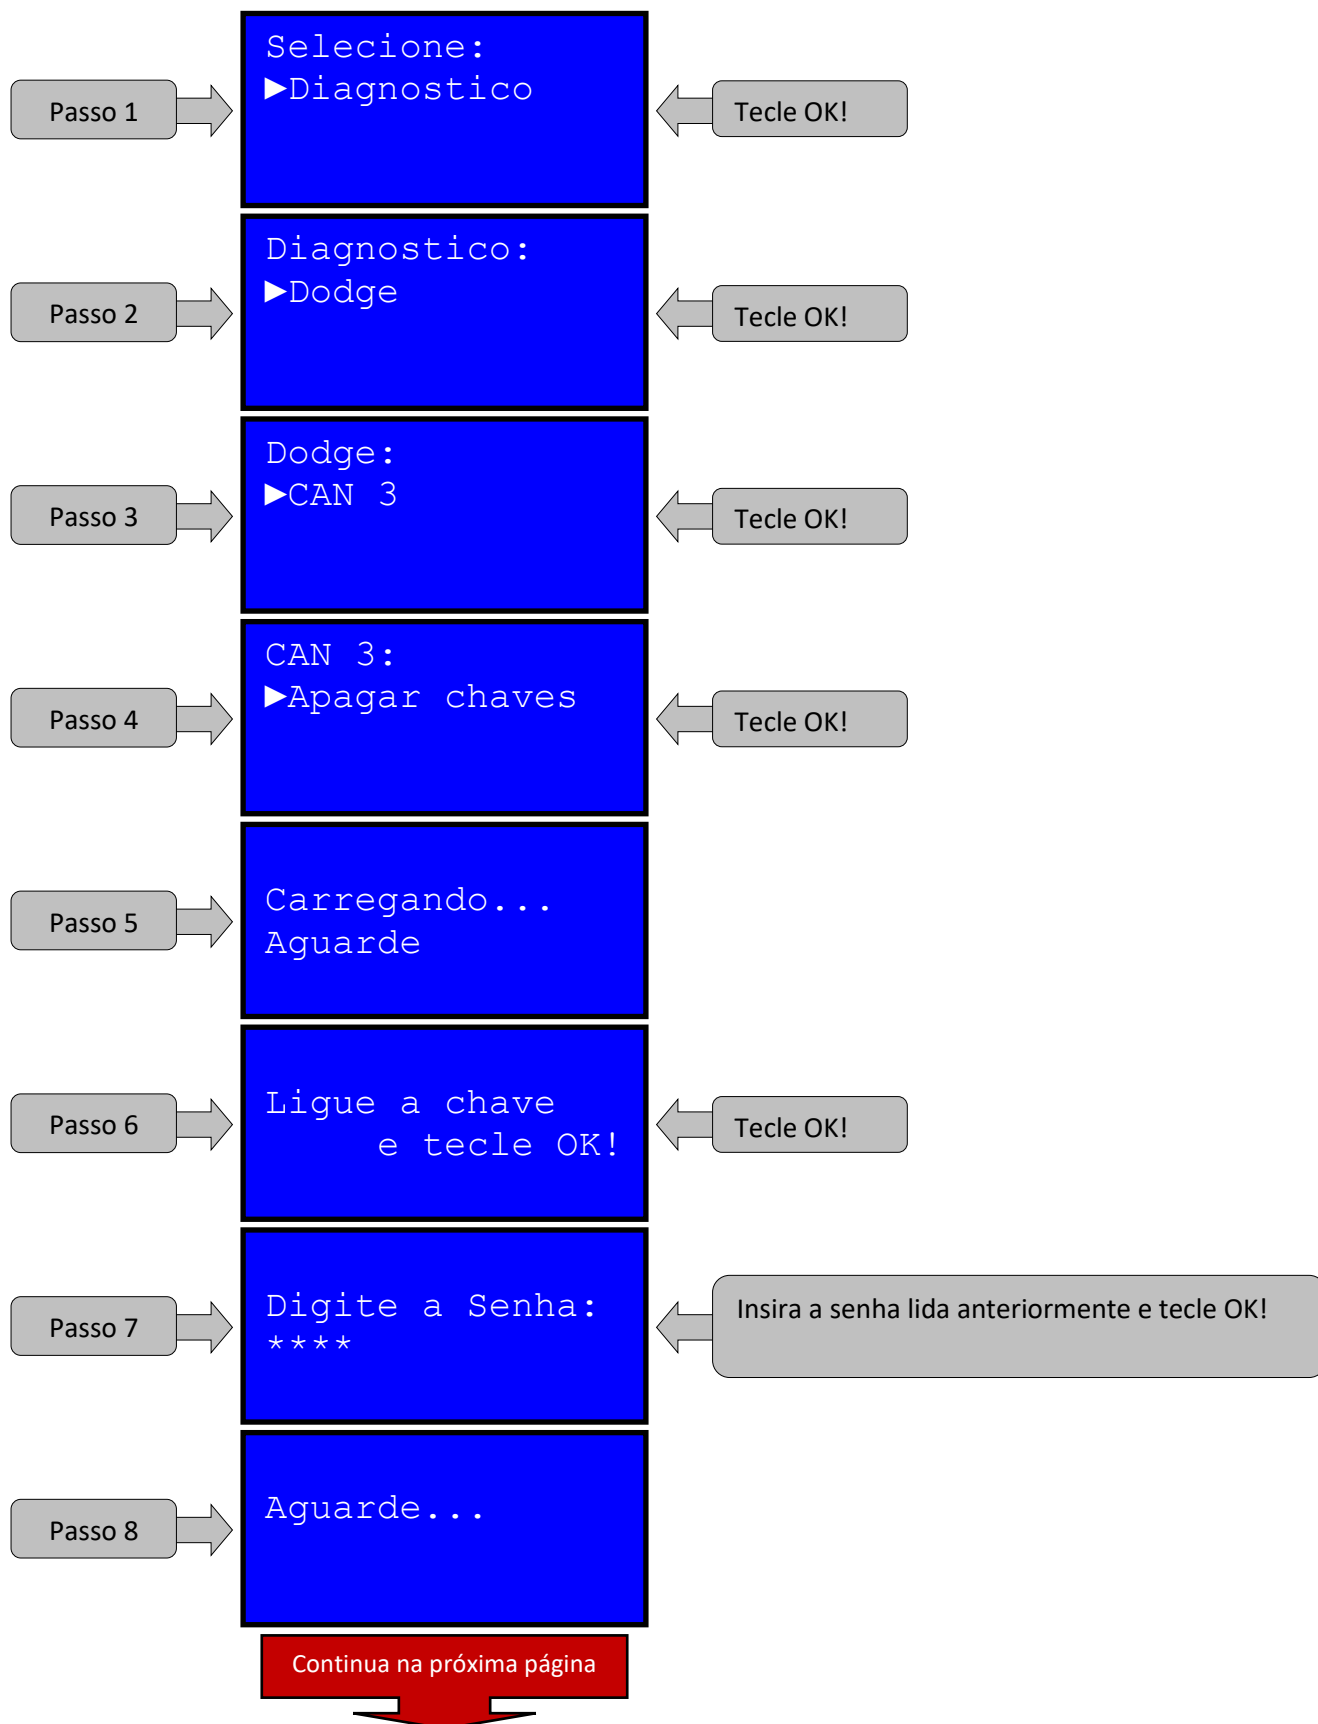 Selecione:
Passo 1
►Diagnostico
Tecle OK!
Diagnostico:
Passo 2
►Dodge
Tecle OK!
Dodge:
Passo 3
►CAN 3
Tecle OK!
CAN 3:
Passo 4
►Apagar chaves
Tecle OK!
Passo 5
Carregando...
Aguarde
Passo 6
Ligue a chave
e tecle OK!
Tecle OK!
Passo 7
Digite a Senha:
****
Insira a senha lida anteriormente e tecle OK!
Passo 8
Aguarde...
Continua na próxima página